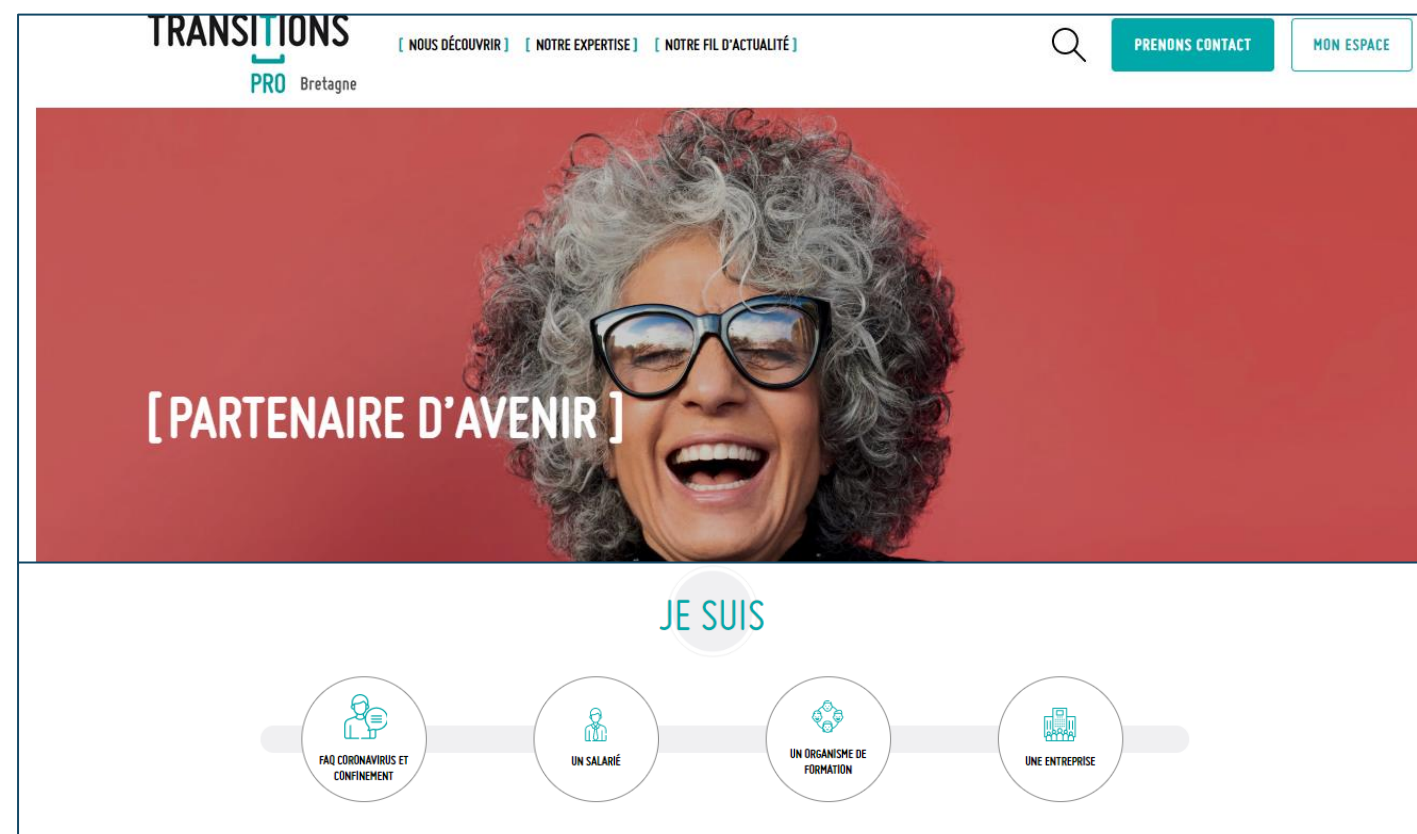 TRANSITIONS
PRO Bretagne
[ NOUS DÉCOUVRIR ] [ NOTRE EXPERTISE ] [ NOTRE FIL D'ACTUALITÉ ]
PRENONS CONTACT
MON ESPACE
[ PARTENAIRE D'AVENIR ]
JE SUIS
FAQ CORONAVIRUS ET
CONFINEMENT
UN SALARIÉ
UN ORGANISME DE
FORMATION
UNE ENTREPRISE